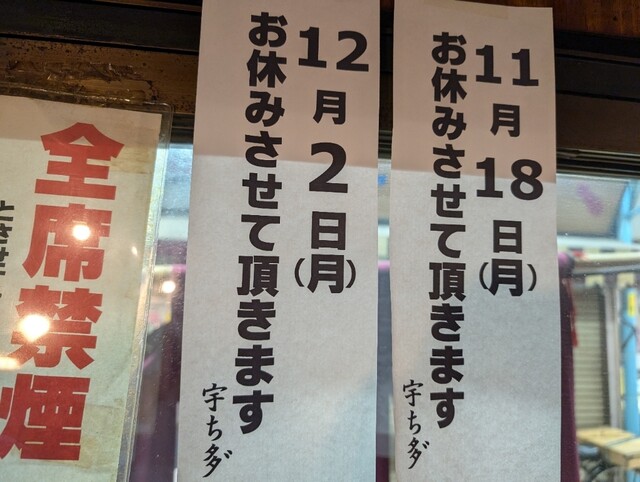 11月18日(月)
お休みさせて頂きます
宇ち多゙
12月2日(月)
お休みさせて頂きます
宇ち多゙
全席禁煙